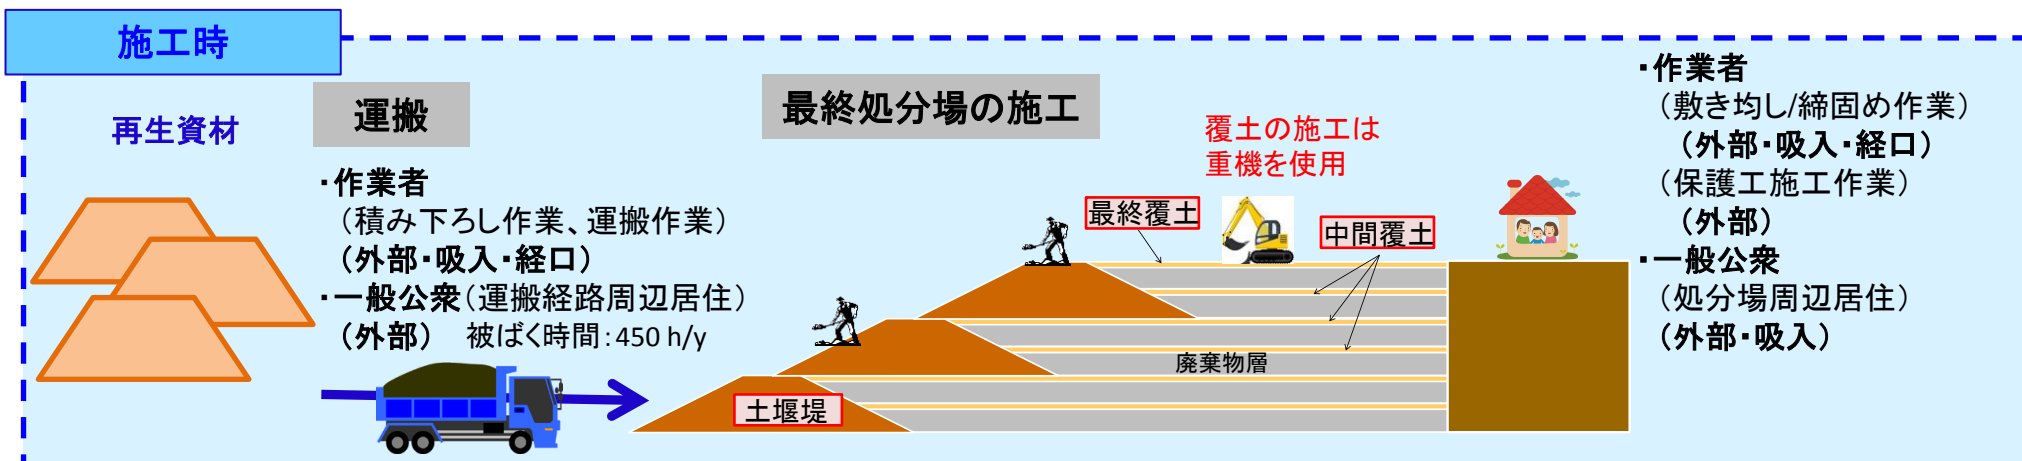 施工時
再生資材
運搬
・作業者
（積み下ろし作業、運搬作業）
（外部・吸入・経口）
・一般公衆（運搬経路周辺居住）
（外部） 被ばく時間：450 h/y
最終処分場の施工
覆土の施工は
重機を使用
最終覆土
中間覆土
廃棄物層
土堰堤
・作業者
（敷き均し/締固め作業）
（外部・吸入・経口）
（保護工施工作業）
（外部）
・一般公衆
（処分場周辺居住）
（外部・吸入）